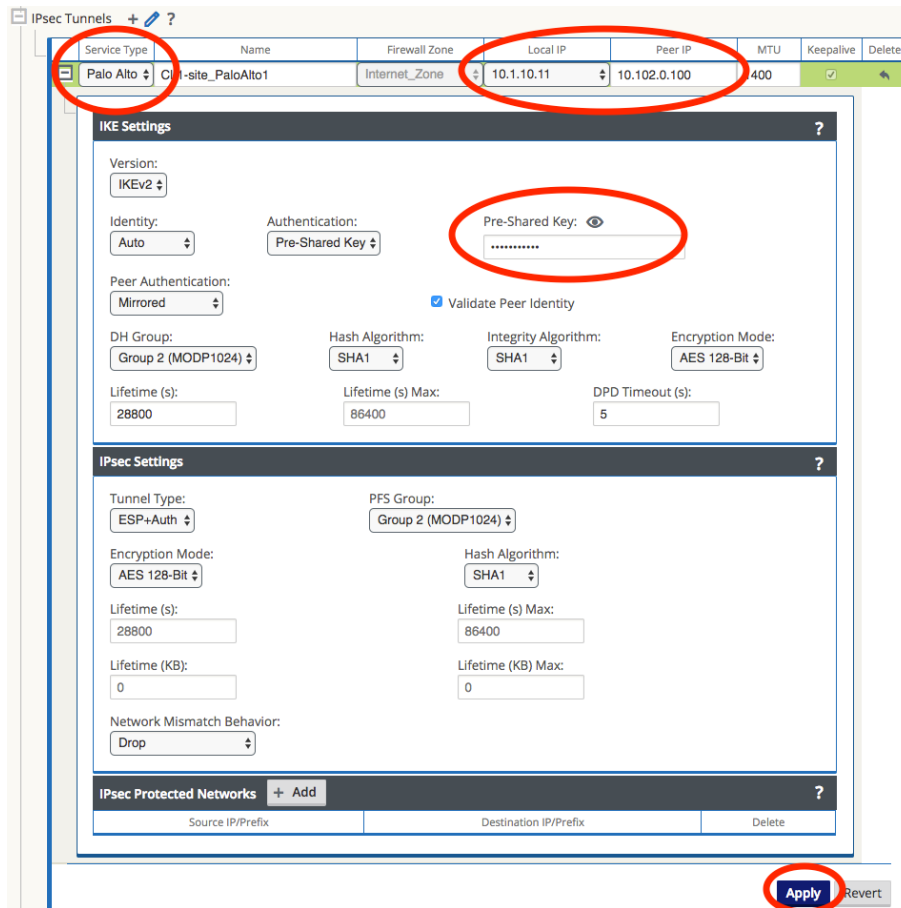 IPsec Tunnels + ?
Service Type Name Firewall Zone Local IP Peer IP MTU Keepalive Delete
Palo Alto Internet_Zone 10.1.10.11 10.102.0.100
IKE Settings ?
Version:
IKEv2
Identity: Authentication: Pre-Shared Key:
Auto Pre-Shared Key •••••••••••
Peer Authentication:
Mirrored Validate Peer Identity
DH Group: Hash Algorithm: Integrity Algorithm: Encryption Mode:
Group 2 (MODP1024) SHA1 SHA1 AES 128-Bit
Lifetime (s): Lifetime (s) Max: DPD Timeout (s):
28800 86400 5
IPsec Settings ?
Tunnel Type: PFS Group:
ESP+Auth Group 2 (MODP1024)
Encryption Mode: Hash Algorithm:
AES 128-Bit SHA1
Lifetime (s): Lifetime (s) Max:
28800 86400
Lifetime (KB): Lifetime (KB) Max:
0 0
Network Mismatch Behavior:
Drop
IPsec Protected Networks + Add ?
Source IP/Prefix Destination IP/Prefix Delete
Apply Revert